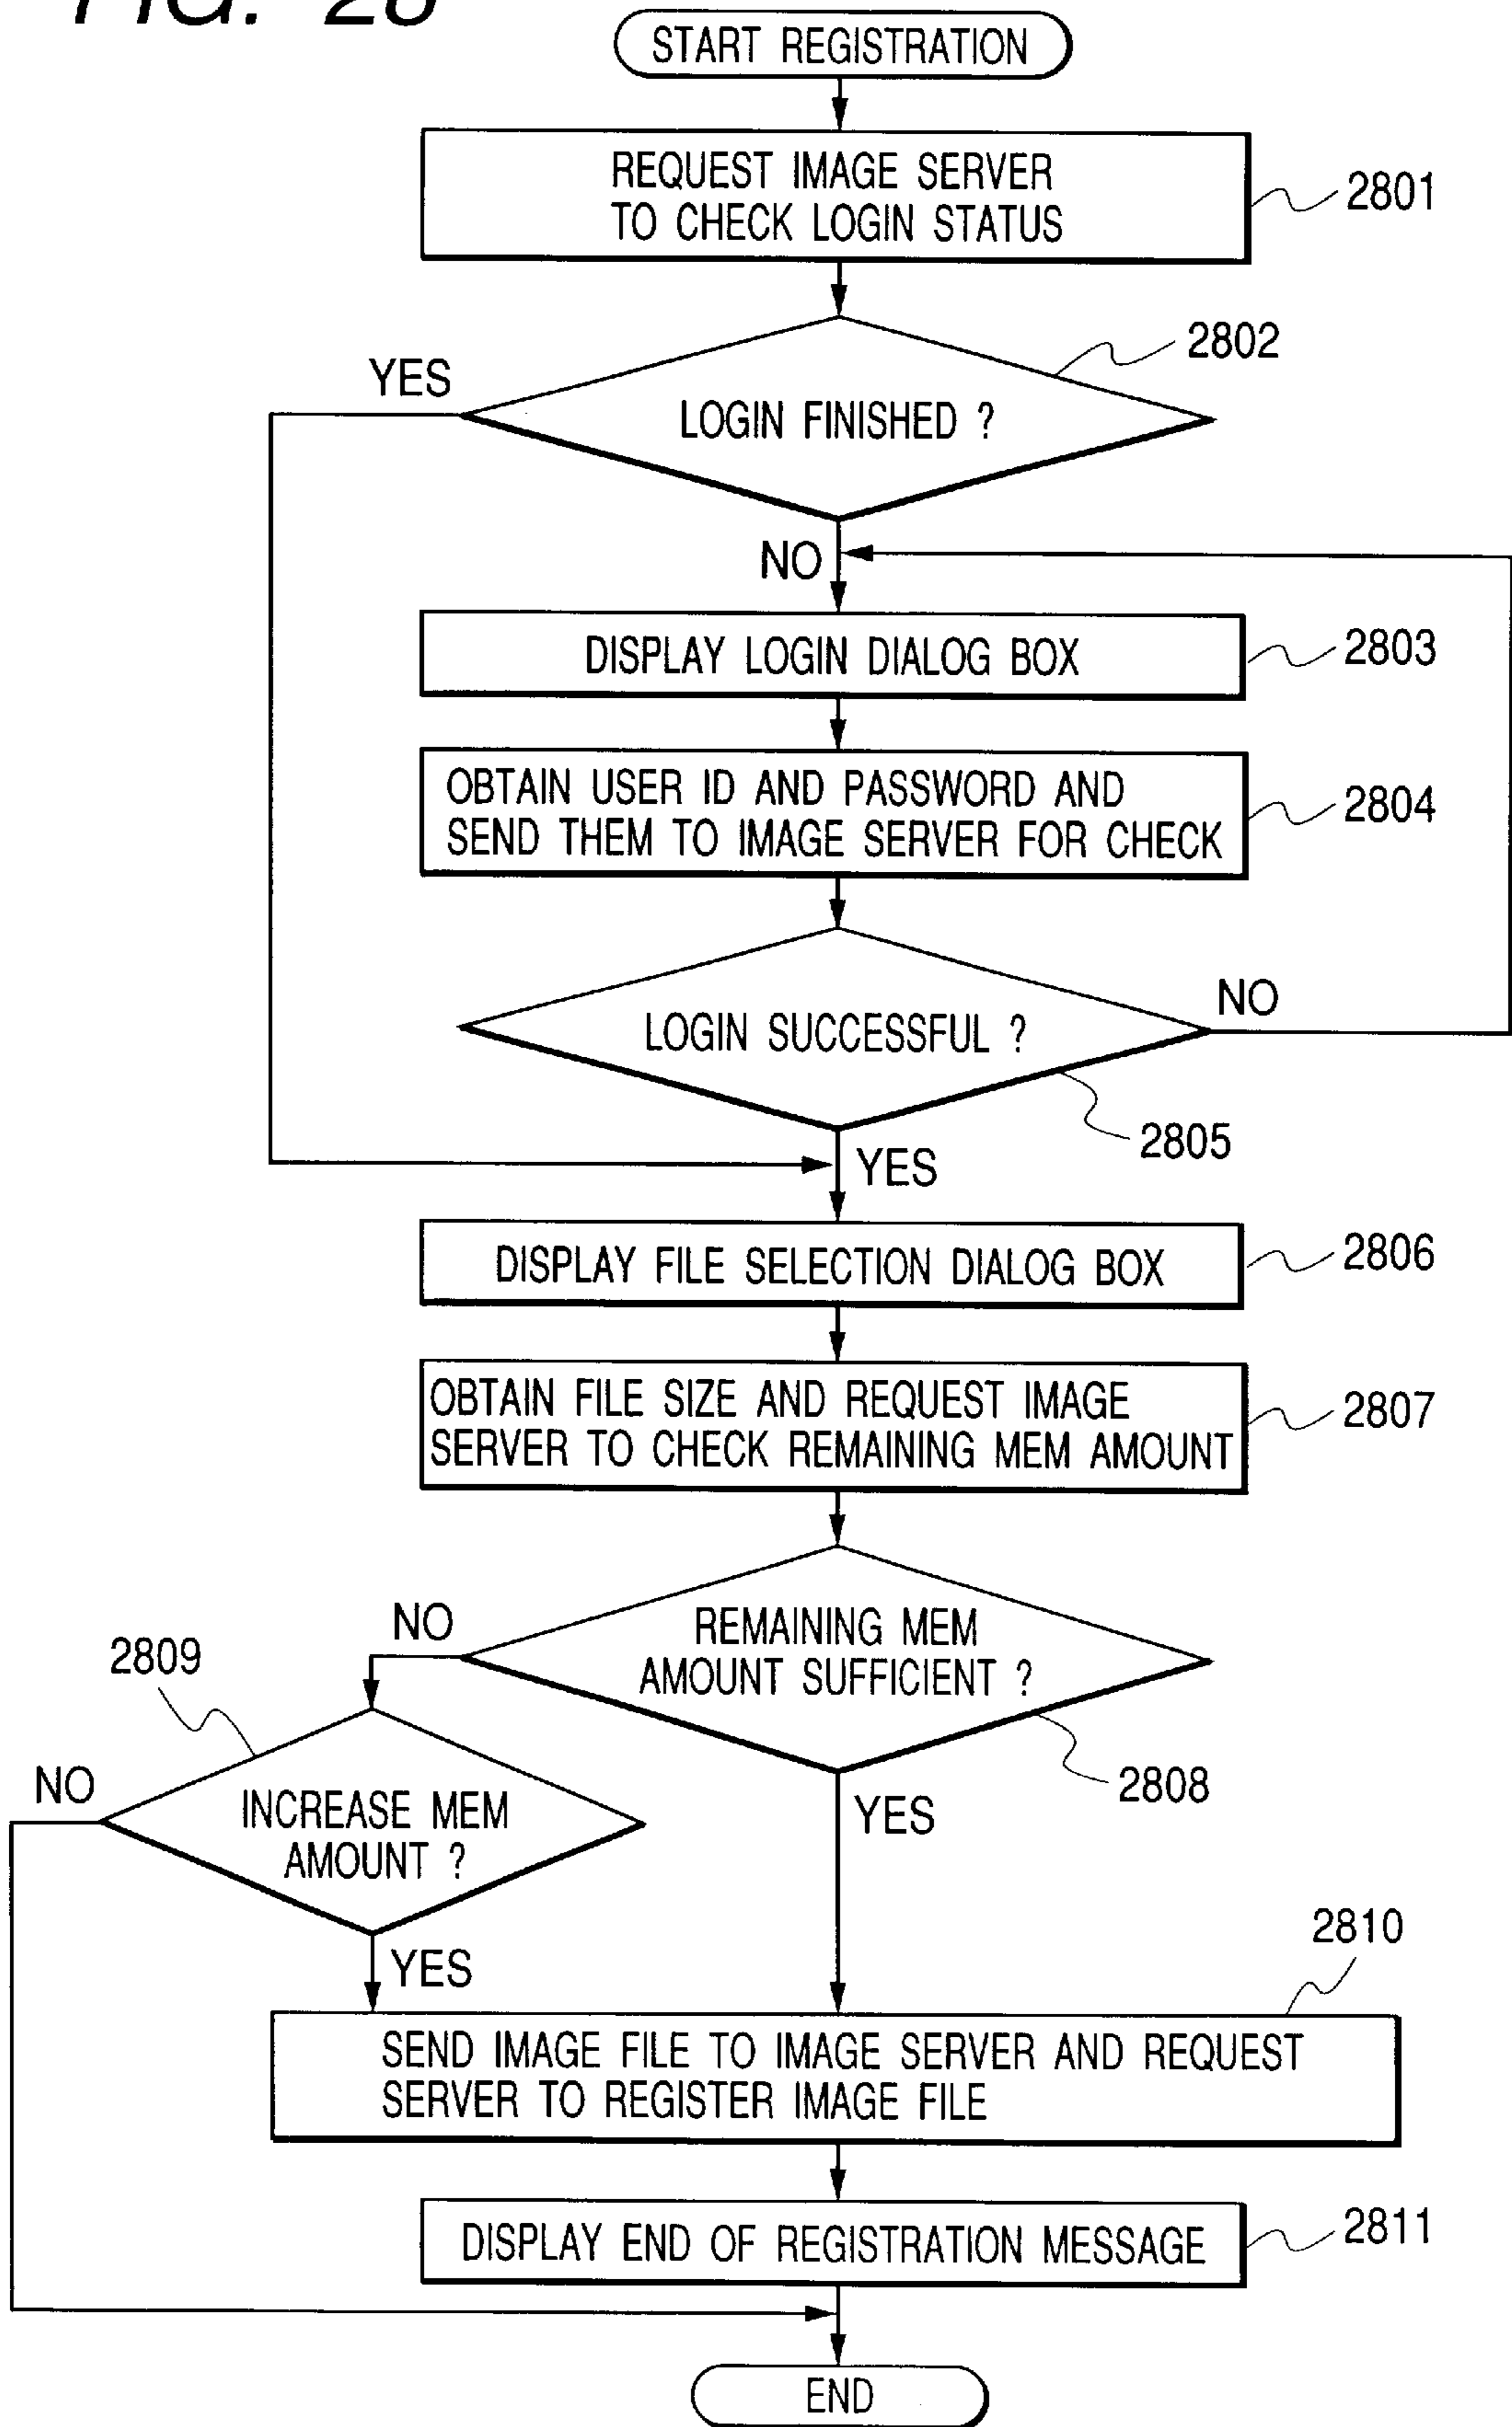 FIG. 28
START REGISTRATION
REQUEST IMAGE SERVER
TO CHECK LOGIN STATUS
2801
2802
YES
LOGIN FINISHED ?
NO
DISPLAY LOGIN DIALOG BOX
2803
OBTAIN USER ID AND PASSWORD AND
SEND THEM TO IMAGE SERVER FOR CHECK
2804
NO
LOGIN SUCCESSFUL ?
2805
YES
DISPLAY FILE SELECTION DIALOG BOX
2806
OBTAIN FILE SIZE AND REQUEST IMAGE
SERVER TO CHECK REMAINING MEM AMOUNT
2807
NO
REMAINING MEM
AMOUNT SUFFICIENT ?
2808
2809
NO
INCREASE MEM
AMOUNT ?
YES
YES
2810
SEND IMAGE FILE TO IMAGE SERVER AND REQUEST
SERVER TO REGISTER IMAGE FILE
DISPLAY END OF REGISTRATION MESSAGE
2811
END